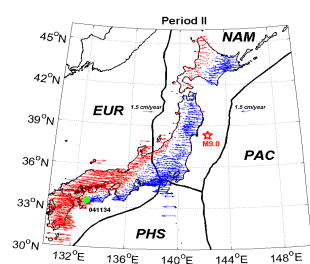 Period II
45°N
NAM
42°N
EUR
1.5 cm/year
1.5 cm/year
39°N
M9.0
PAC
36°N
33°N
041134
PHS
30°N
132°E
136°E
140°E
144°E
148°E